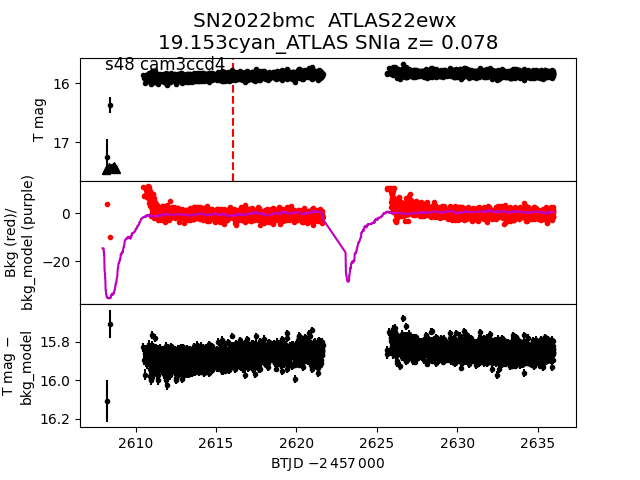 SN2022bmc  ATLAS22ewx
19.153cyan_ATLAS SNIa z= 0.078
s48 cam3ccd4
16
17
T mag
0
−20
Bkg (red)/
bkg_model (purple)
15.8
16.0
16.2
T mag −
bkg_model
2610
2615
2620
2625
2630
2635
BTJD −2 457 000